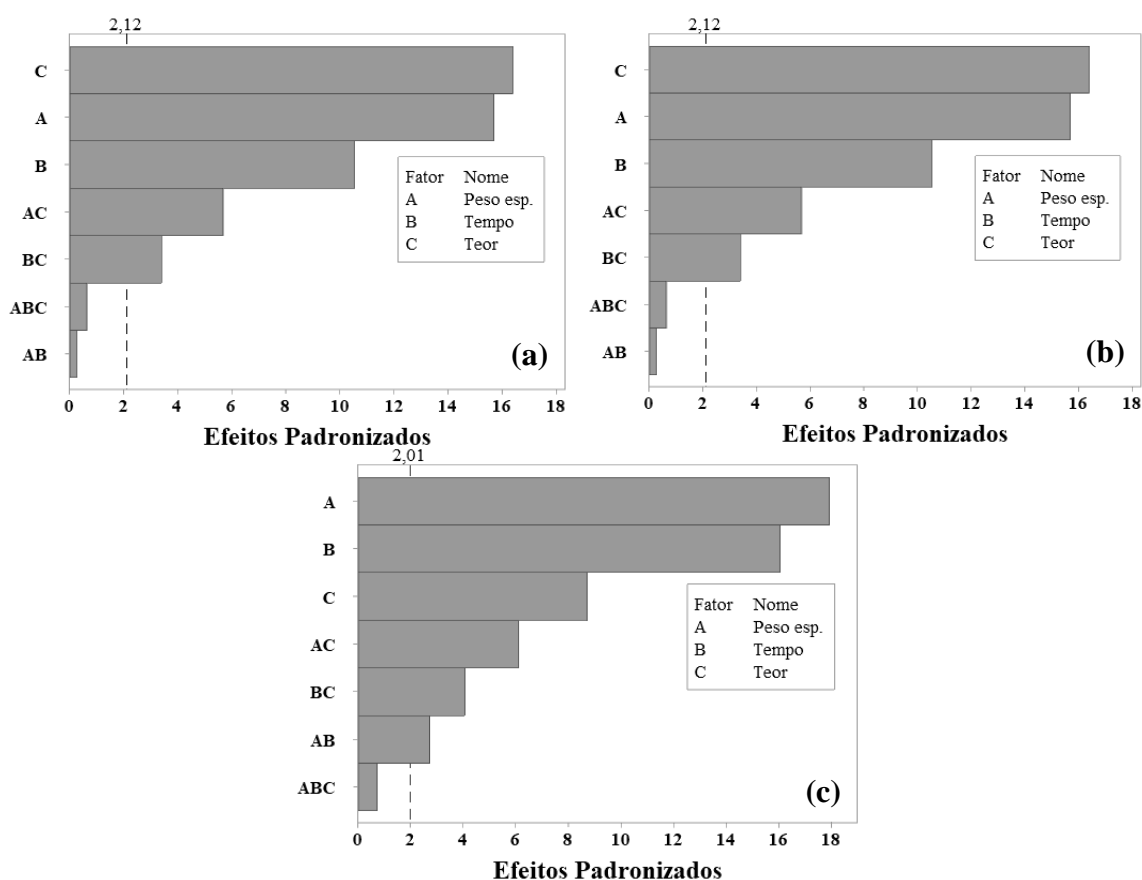 2,12
C
A
B
AC
BC
ABC
AB
Fator Nome
A Peso esp.
B Tempo
C Teor
(a)
0 2 4 6 8 10 12 14 16 18
Efeitos Padronizados
2,12
C
A
B
AC
BC
ABC
AB
Fator Nome
A Peso esp.
B Tempo
C Teor
(b)
0 2 4 6 8 10 12 14 16 18
Efeitos Padronizados
2,01
A
B
C
AC
BC
AB
ABC
Fator Nome
A Peso esp.
B Tempo
C Teor
(c)
0 2 4 6 8 10 12 14 16 18
Efeitos Padronizados